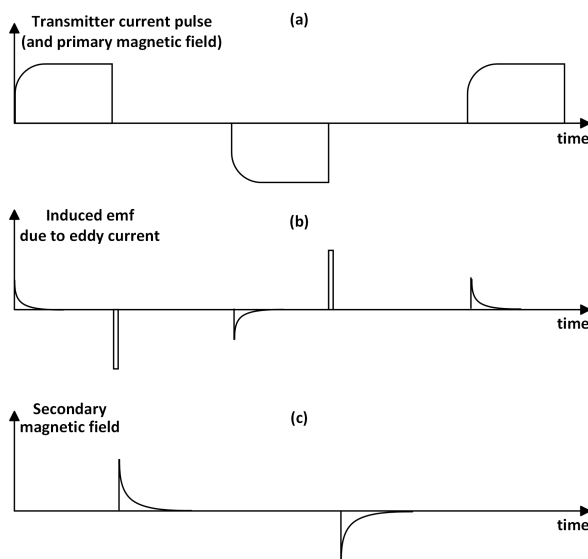 Transmitter current pulse
(and primary magnetic field)
(a)
time
Induced emf
due to eddy current
(b)
time
Secondary
magnetic field
(c)
time